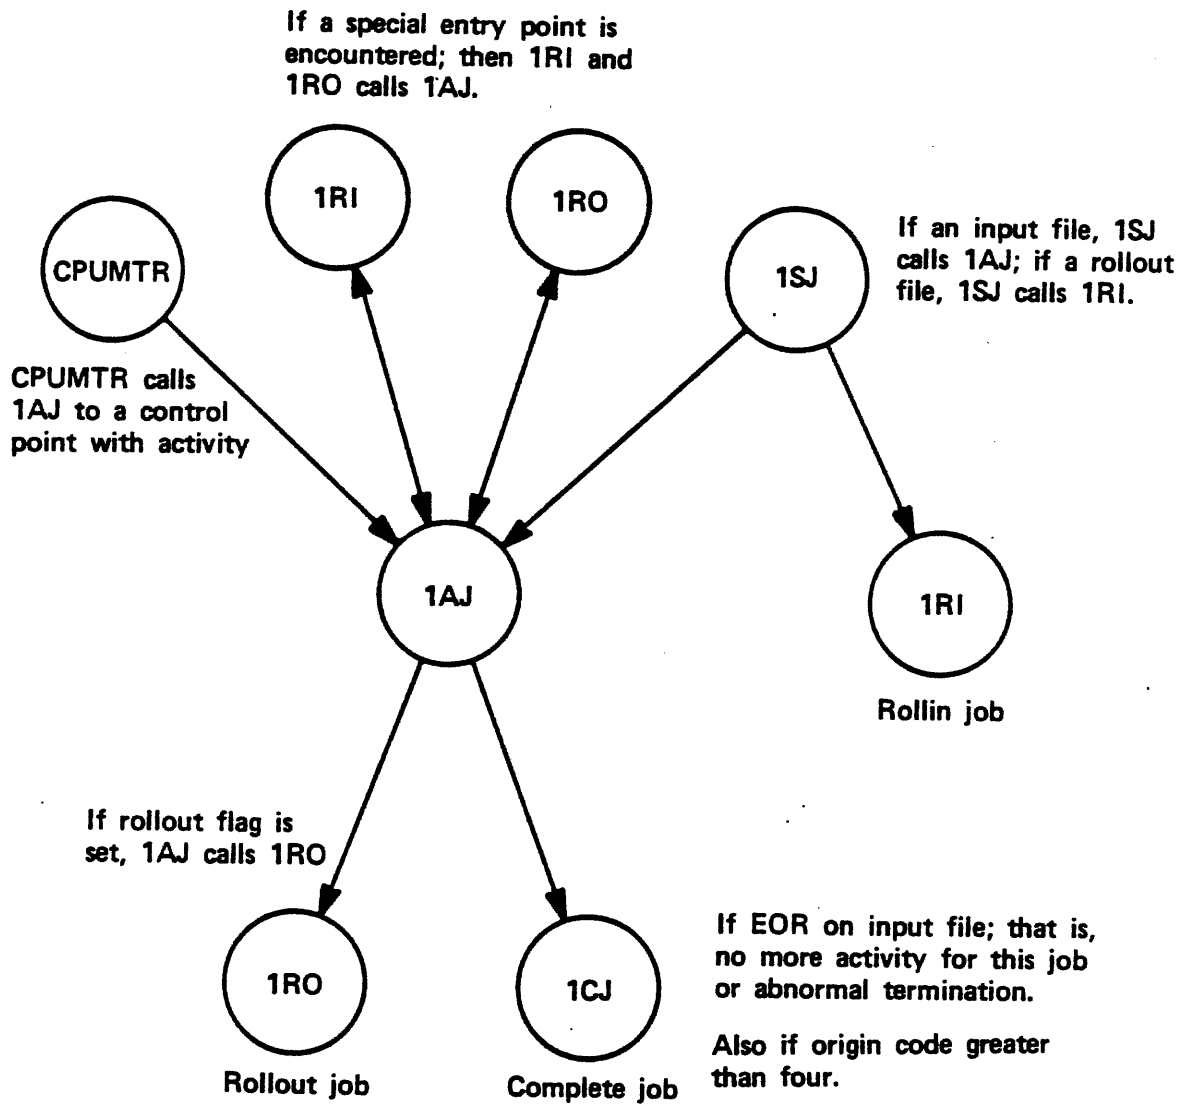 If a special entry point is
encountered; then 1RI and
1RO calls 1AJ.
1RI
1RO
CPUMTR
1SJ
If an input file, 1SJ
calls 1AJ; if a rollout
file, 1SJ calls 1RI.
CPUMTR calls
1AJ to a control
point with activity
1AJ
1RI
Rollin job
If rollout flag is
set, 1AJ calls 1RO
1RO
Rollout job
1CJ
Complete job
If EOR on input file; that is,
no more activity for this job
or abnormal termination.
Also if origin code greater
than four.